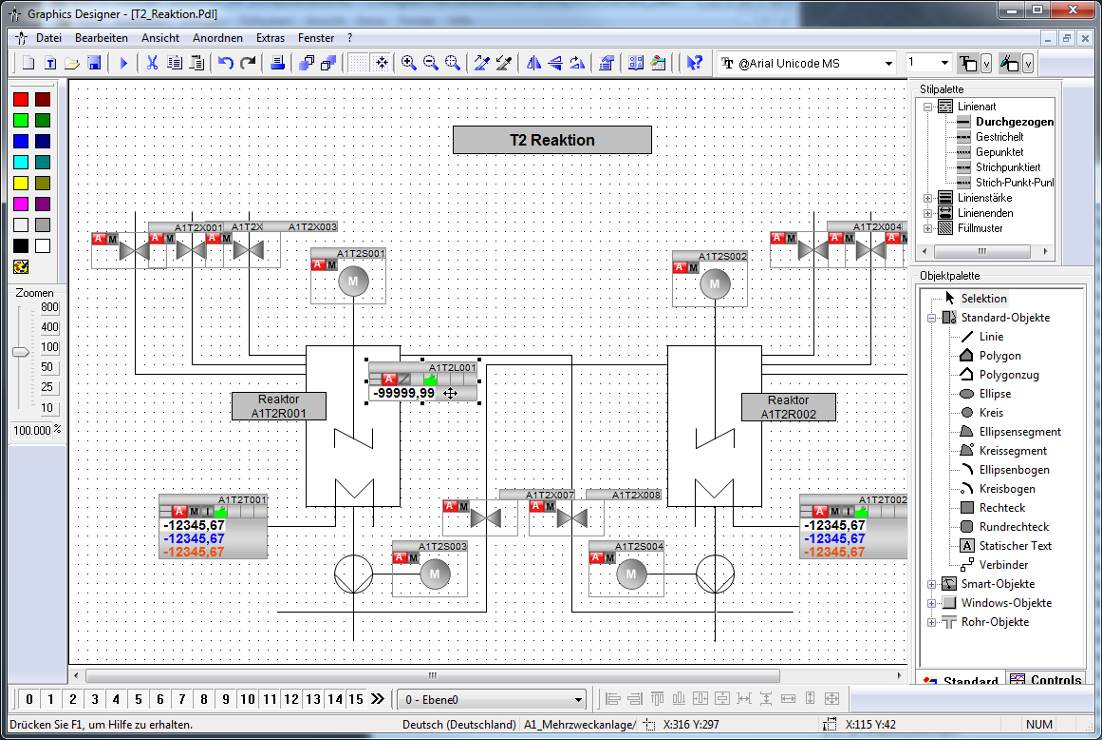 Graphics Designer - [T2_Reaktion.Pdl]
Datei Bearbeiten Ansicht Anordnen Extras Fenster ?
@Arial Unicode MS 1
Stilpalette
Linienart
Durchgezogen
Gestrichelt
Gepunktet
Strichpunktiert
Strich-Punkt-Punl
Linienstärke
Linienenden
Füllmuster
Objektpalette
Selektion
Standard-Objekte
Linie
Polygon
Polygonzug
Ellipse
Kreis
Ellipsensegment
Kreissegment
Ellipsenbogen
Kreisbogen
Rechteck
Rundrechteck
A Statischer Text
Verbinder
Smart-Objekte
Windows-Objekte
Rohr-Objekte
Standard Controls
Zoomen
800
400
100
50
25
10
100.000 %
T2 Reaktion
A1T2X001 A1T2X A1T2X003
A M A M A M
A1T2S001
A M
M
A1T2S002
A M
M
A1T2X004
A M A M A M
A1T2L001
A
-99999,99
Reaktor
A1T2R001
Reaktor
A1T2R002
A1T2T001
A M I
-12345,67
-12345,67
-12345,67
A1T2X007 A1T2X008
A M A M
A1T2T002
A M I
-12345,67
-12345,67
-12345,67
A1T2S003
A M
M
A1T2S004
A M
M
0 1 2 3 4 5 6 7 8 9 10 11 12 13 14 15
0 - Ebene0
Drücken Sie F1, um Hilfe zu erhalten. Deutsch (Deutschland) A1_Mehrzweckanlage/ X:316 Y:297 X:115 Y:42 NUM